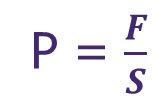 P = F/S